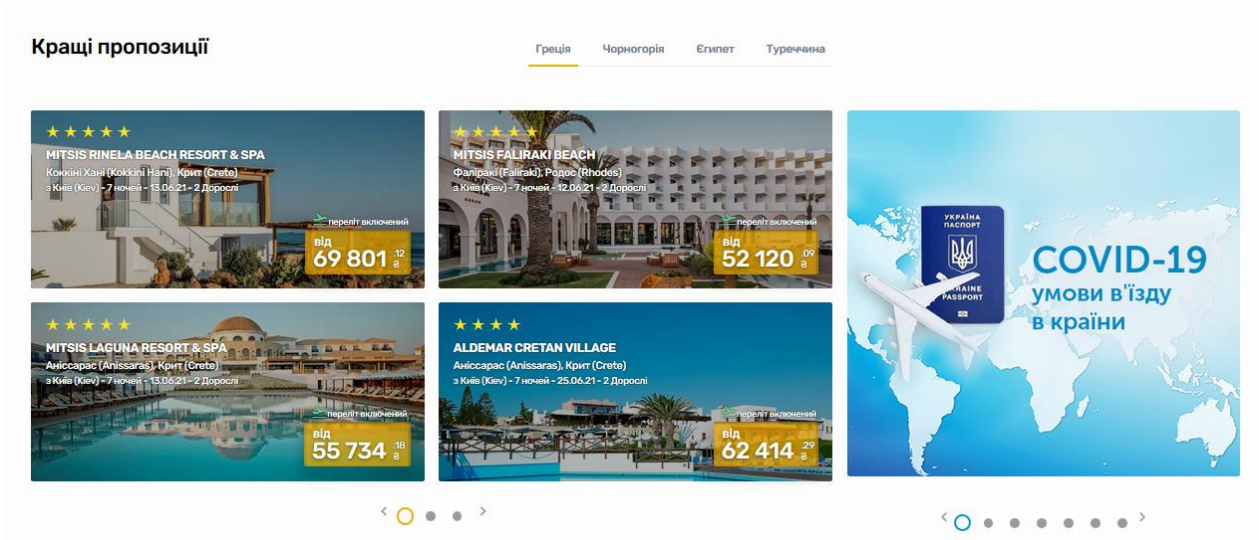 Кращі пропозиції
Греція Чорногорія Єгипет Туреччина
MITSIS RINELA BEACH RESORT & SPA
Коккіні Хані (Kokkini Hani), Крит (Crete)
з Київ (Kiev) - 7 ночей - 13.06.21 - 2 Дорослі
переліт включений
від
69 801 .12 ₴
MITSIS FALIRAKI BEACH
Фаліракі (Faliraki), Родос (Rhodes)
з Київ (Kiev) - 7 ночей - 12.06.21 - 2 Дорослі
переліт включений
від
52 120 .09 ₴
MITSIS LAGUNA RESORT & SPA
Аніссарас (Anissaras), Крит (Crete)
з Київ (Kiev) - 7 ночей - 13.06.21 - 2 Дорослі
переліт включений
від
55 734 .18 ₴
ALDEMAR CRETAN VILLAGE
Аніссарас (Anissaras), Крит (Crete)
з Київ (Kiev) - 7 ночей - 25.06.21 - 2 Дорослі
переліт включений
від
62 414 .29 ₴
УКРАЇНА
ПАСПОРТ
PASSPORT
COVID-19
умови в'їзду
в країни